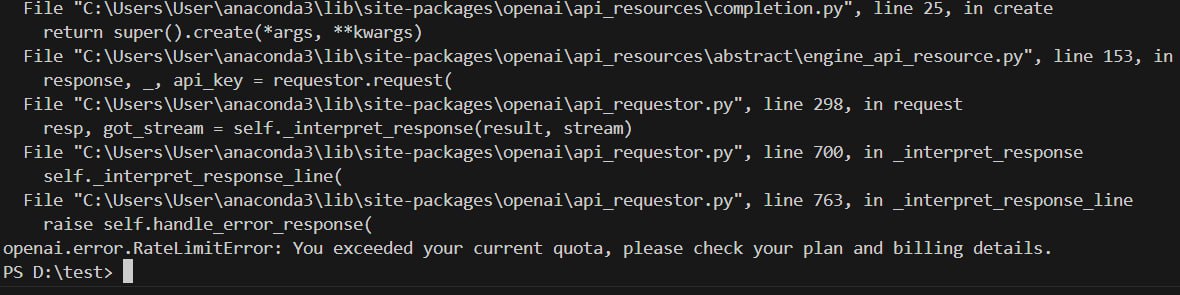 File "C:\Users\User\anaconda3\lib\site-packages\openai\api_resources\completion.py", line 25, in create
return super().create(*args, **kwargs)
File "C:\Users\User\anaconda3\lib\site-packages\openai\api_resources\abstract\engine_api_resource.py", line 153, in
response, _, api_key = requestor.request(
File "C:\Users\User\anaconda3\lib\site-packages\openai\api_requestor.py", line 298, in request
resp, got_stream = self._interpret_response(result, stream)
File "C:\Users\User\anaconda3\lib\site-packages\openai\api_requestor.py", line 700, in _interpret_response
self._interpret_response_line(
File "C:\Users\User\anaconda3\lib\site-packages\openai\api_requestor.py", line 763, in _interpret_response_line
raise self.handle_error_response(
openai.error.RateLimitError: You exceeded your current quota, please check your plan and billing details.
PS D:\test>